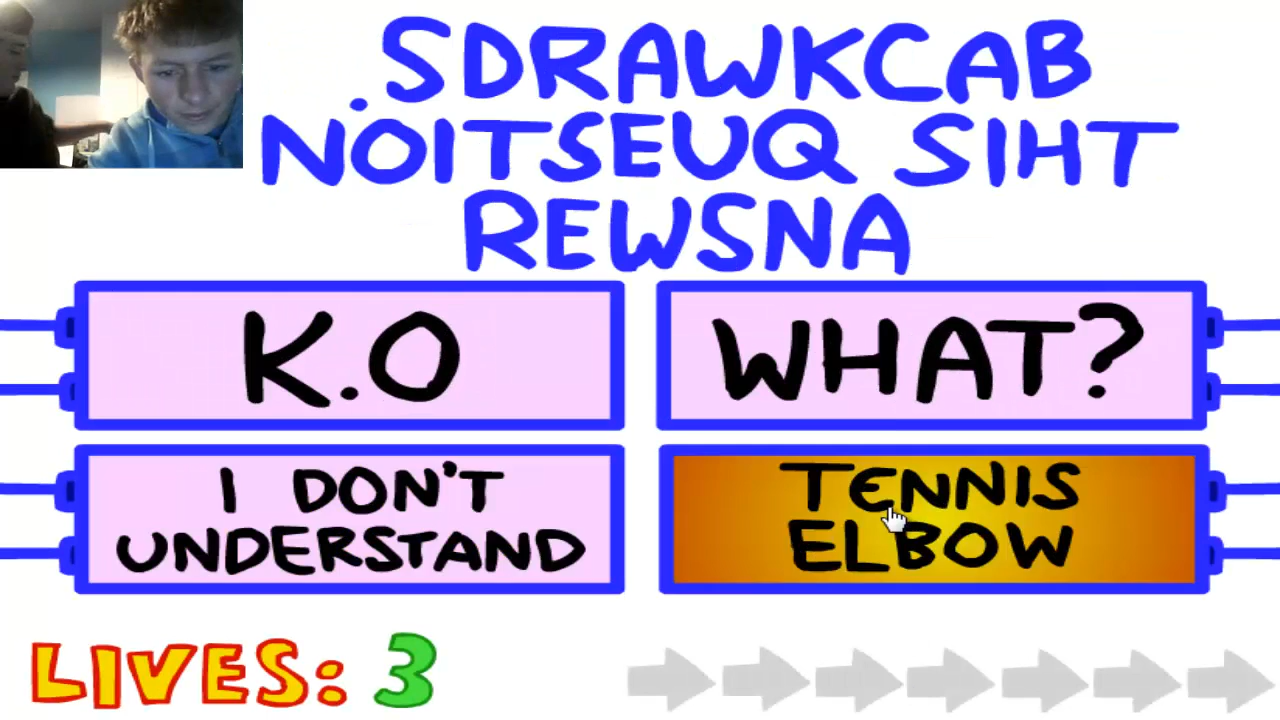 .SDRAWKCAB
NOITSEUQ SIHT
REWSNA
K.O
WHAT?
I DON'T
UNDERSTAND
TENNIS
ELBOW
LIVES: 3